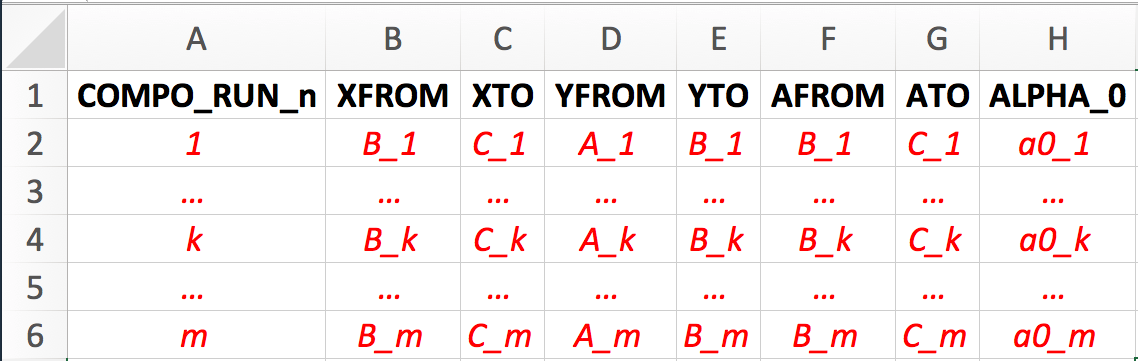 A B C D E F G H
1 COMPO_RUN_n XFROM XTO YFROM YTO AFROM ATO ALPHA_0
2 1 B_1 C_1 A_1 B_1 B_1 C_1 a0_1
3 ... ... ... ... ... ... ... ...
4 k B_k C_k A_k B_k B_k C_k a0_k
5 ... ... ... ... ... ... ... ...
6 m B_m C_m A_m B_m B_m C_m a0_m